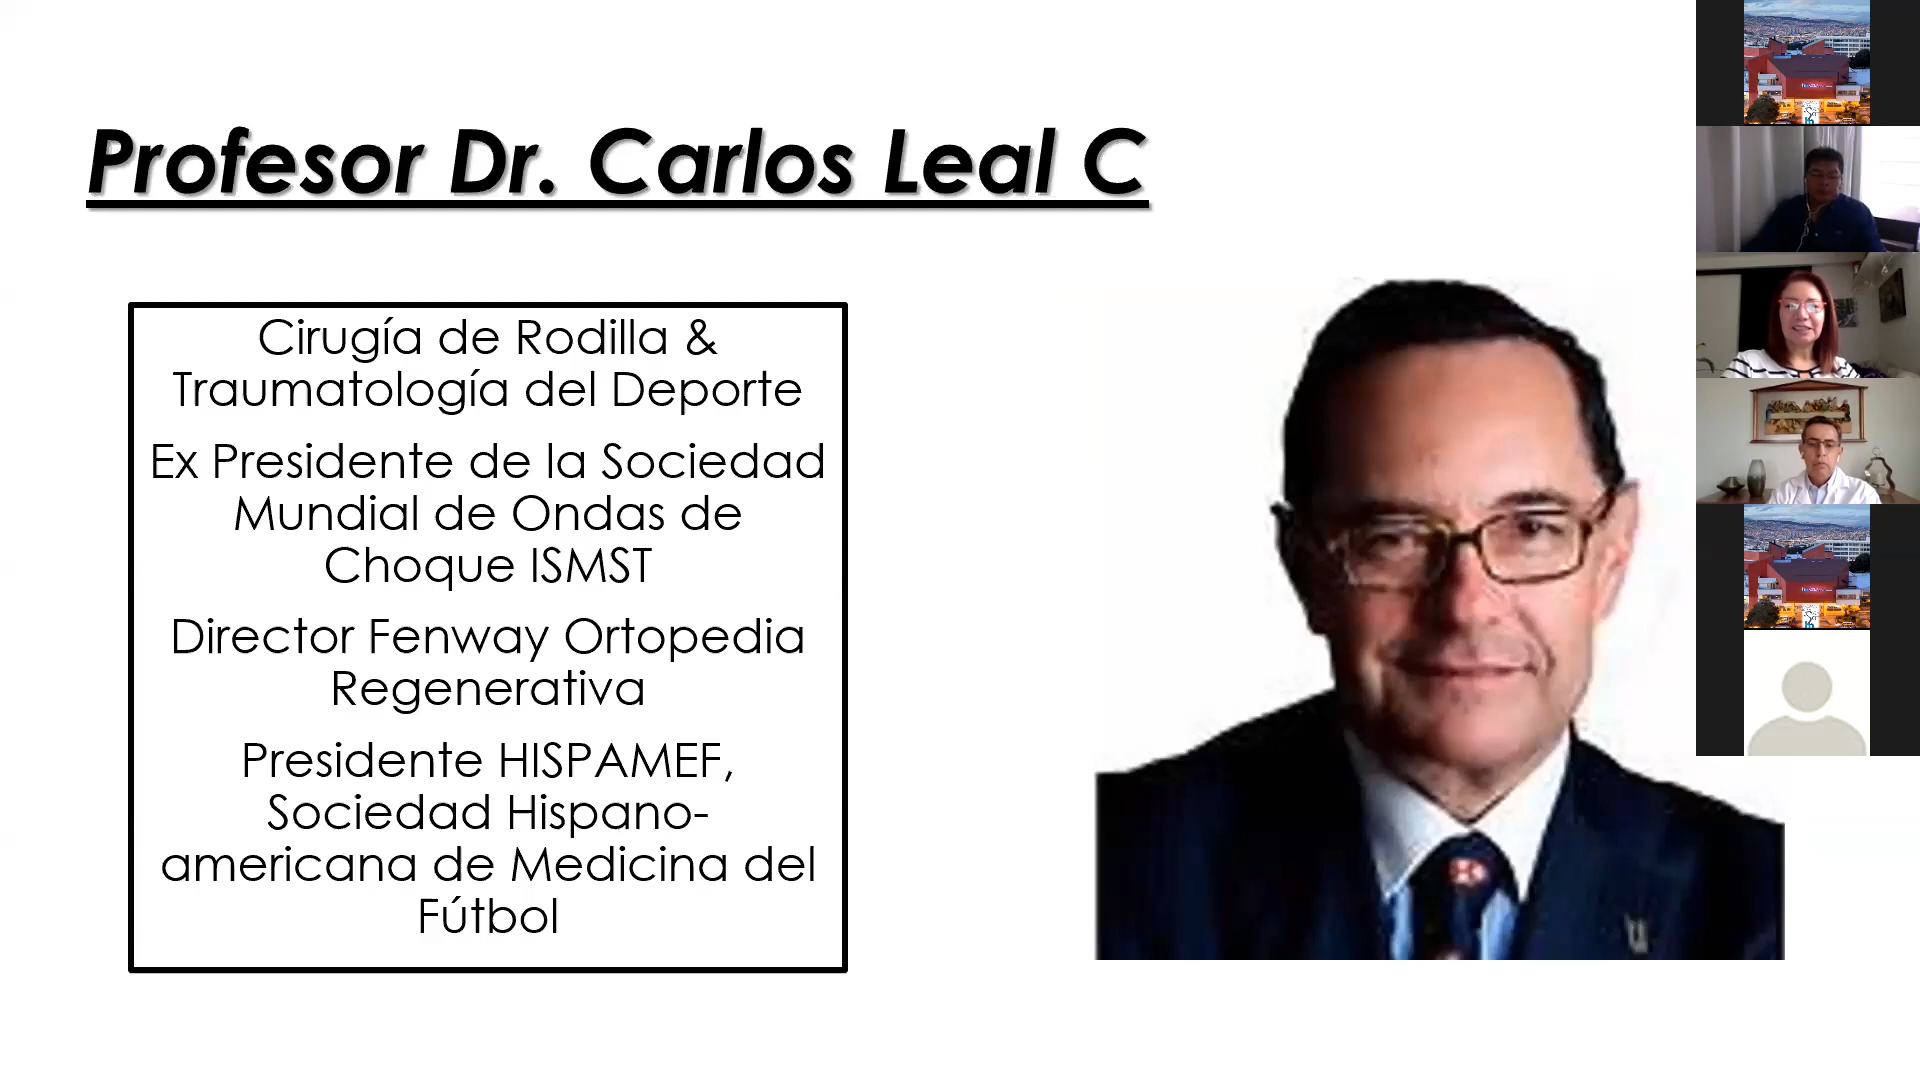 Profesor Dr. Carlos Leal C
Cirugía de Rodilla &
Traumatología del Deporte
Ex Presidente de la Sociedad
Mundial de Ondas de
Choque ISMST
Director Fenway Ortopedia
Regenerativa
Presidente HISPAMEF,
Sociedad Hispano-
americana de Medicina del
Fútbol